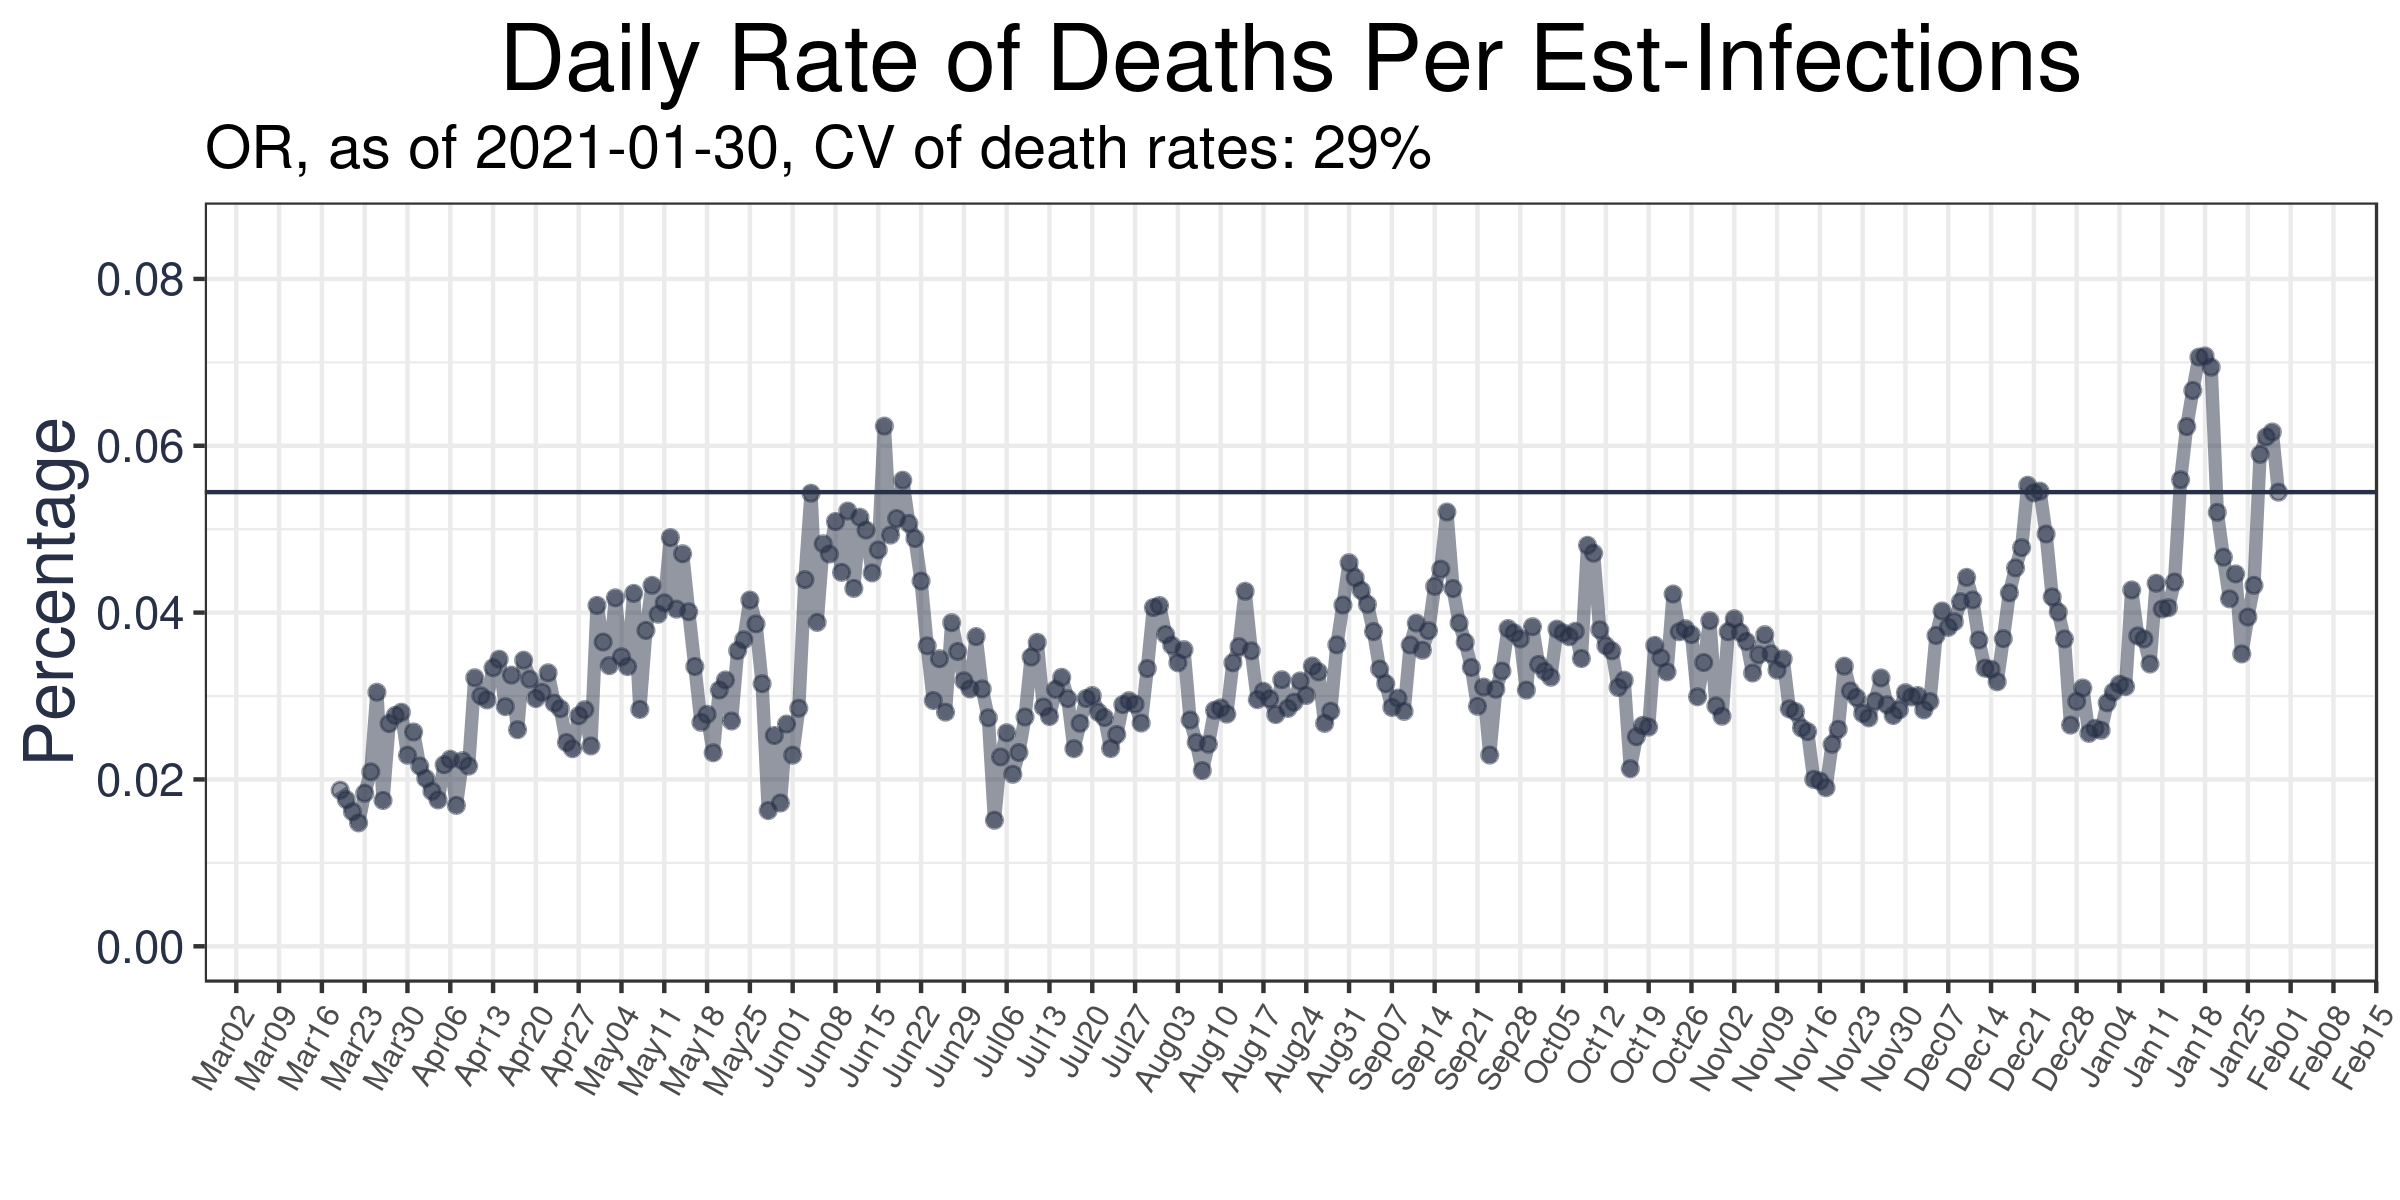 Daily Rate of Deaths Per Est-Infections
OR, as of 2021-01-30, CV of death rates: 29%
Percentage
0.08
0.06
0.04
0.02
0.00
Mar02
Mar09
Mar16
Mar23
Mar30
Apr06
Apr13
Apr20
Apr27
May04
May11
May18
May25
Jun01
Jun08
Jun15
Jun22
Jun29
Jul06
Jul13
Jul20
Jul27
Aug03
Aug10
Aug17
Aug24
Aug31
Sep07
Sep14
Sep21
Sep28
Oct05
Oct12
Oct19
Oct26
Nov02
Nov09
Nov16
Nov23
Nov30
Dec07
Dec14
Dec21
Dec28
Jan04
Jan11
Jan18
Jan25
Feb01
Feb08
Feb15